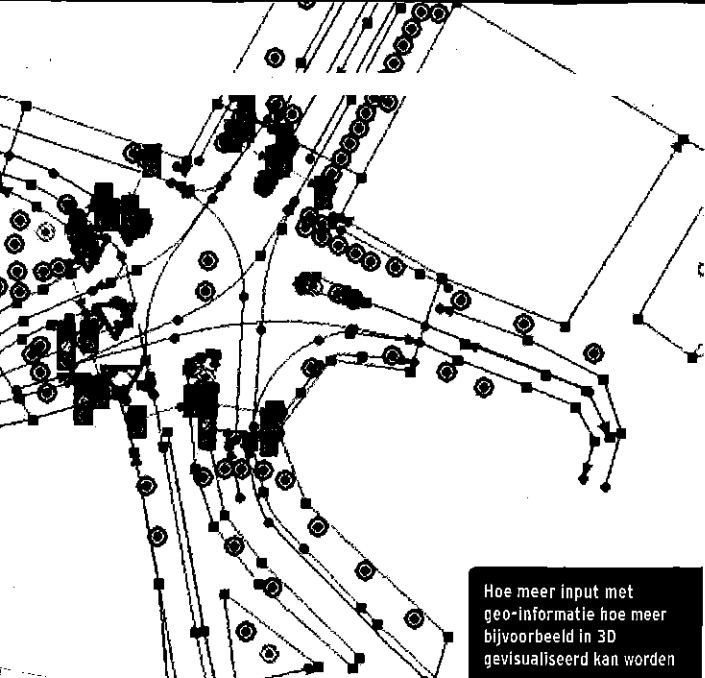 Hoe meer input met
geo-informatie hoe meer
bijvoorbeeld in 3D
gevisualiseerd kan worden